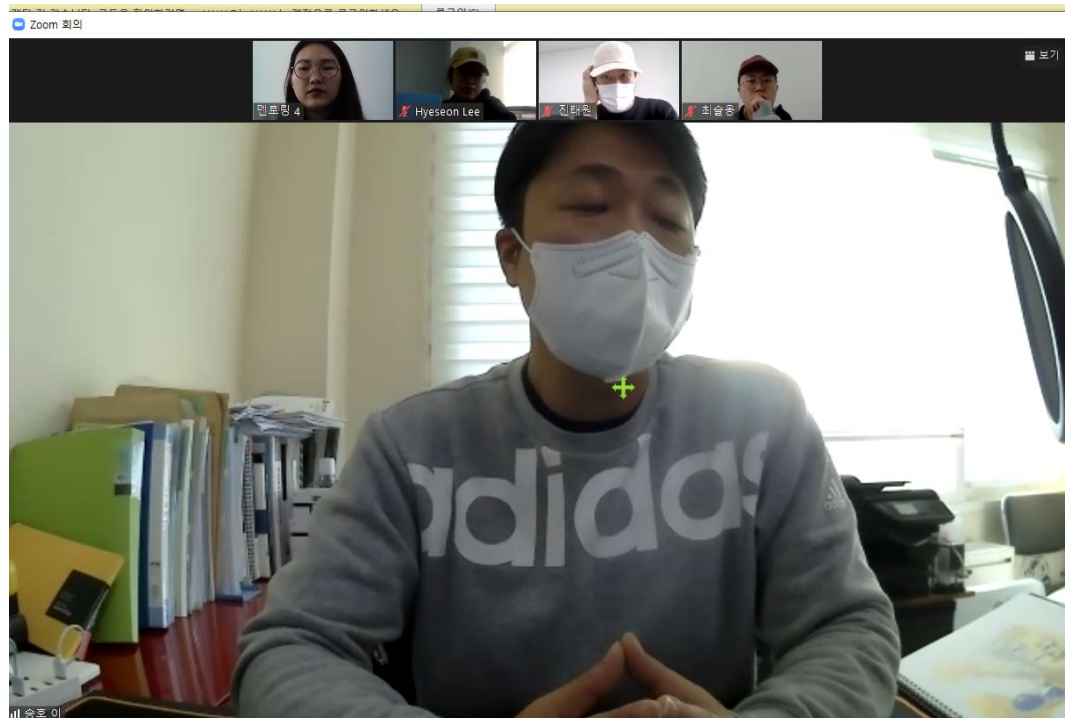 Zoom 회의
보기
멘토링 4
Hyeseon Lee
진태원
최슬옹
adidas
adidas
승호 이